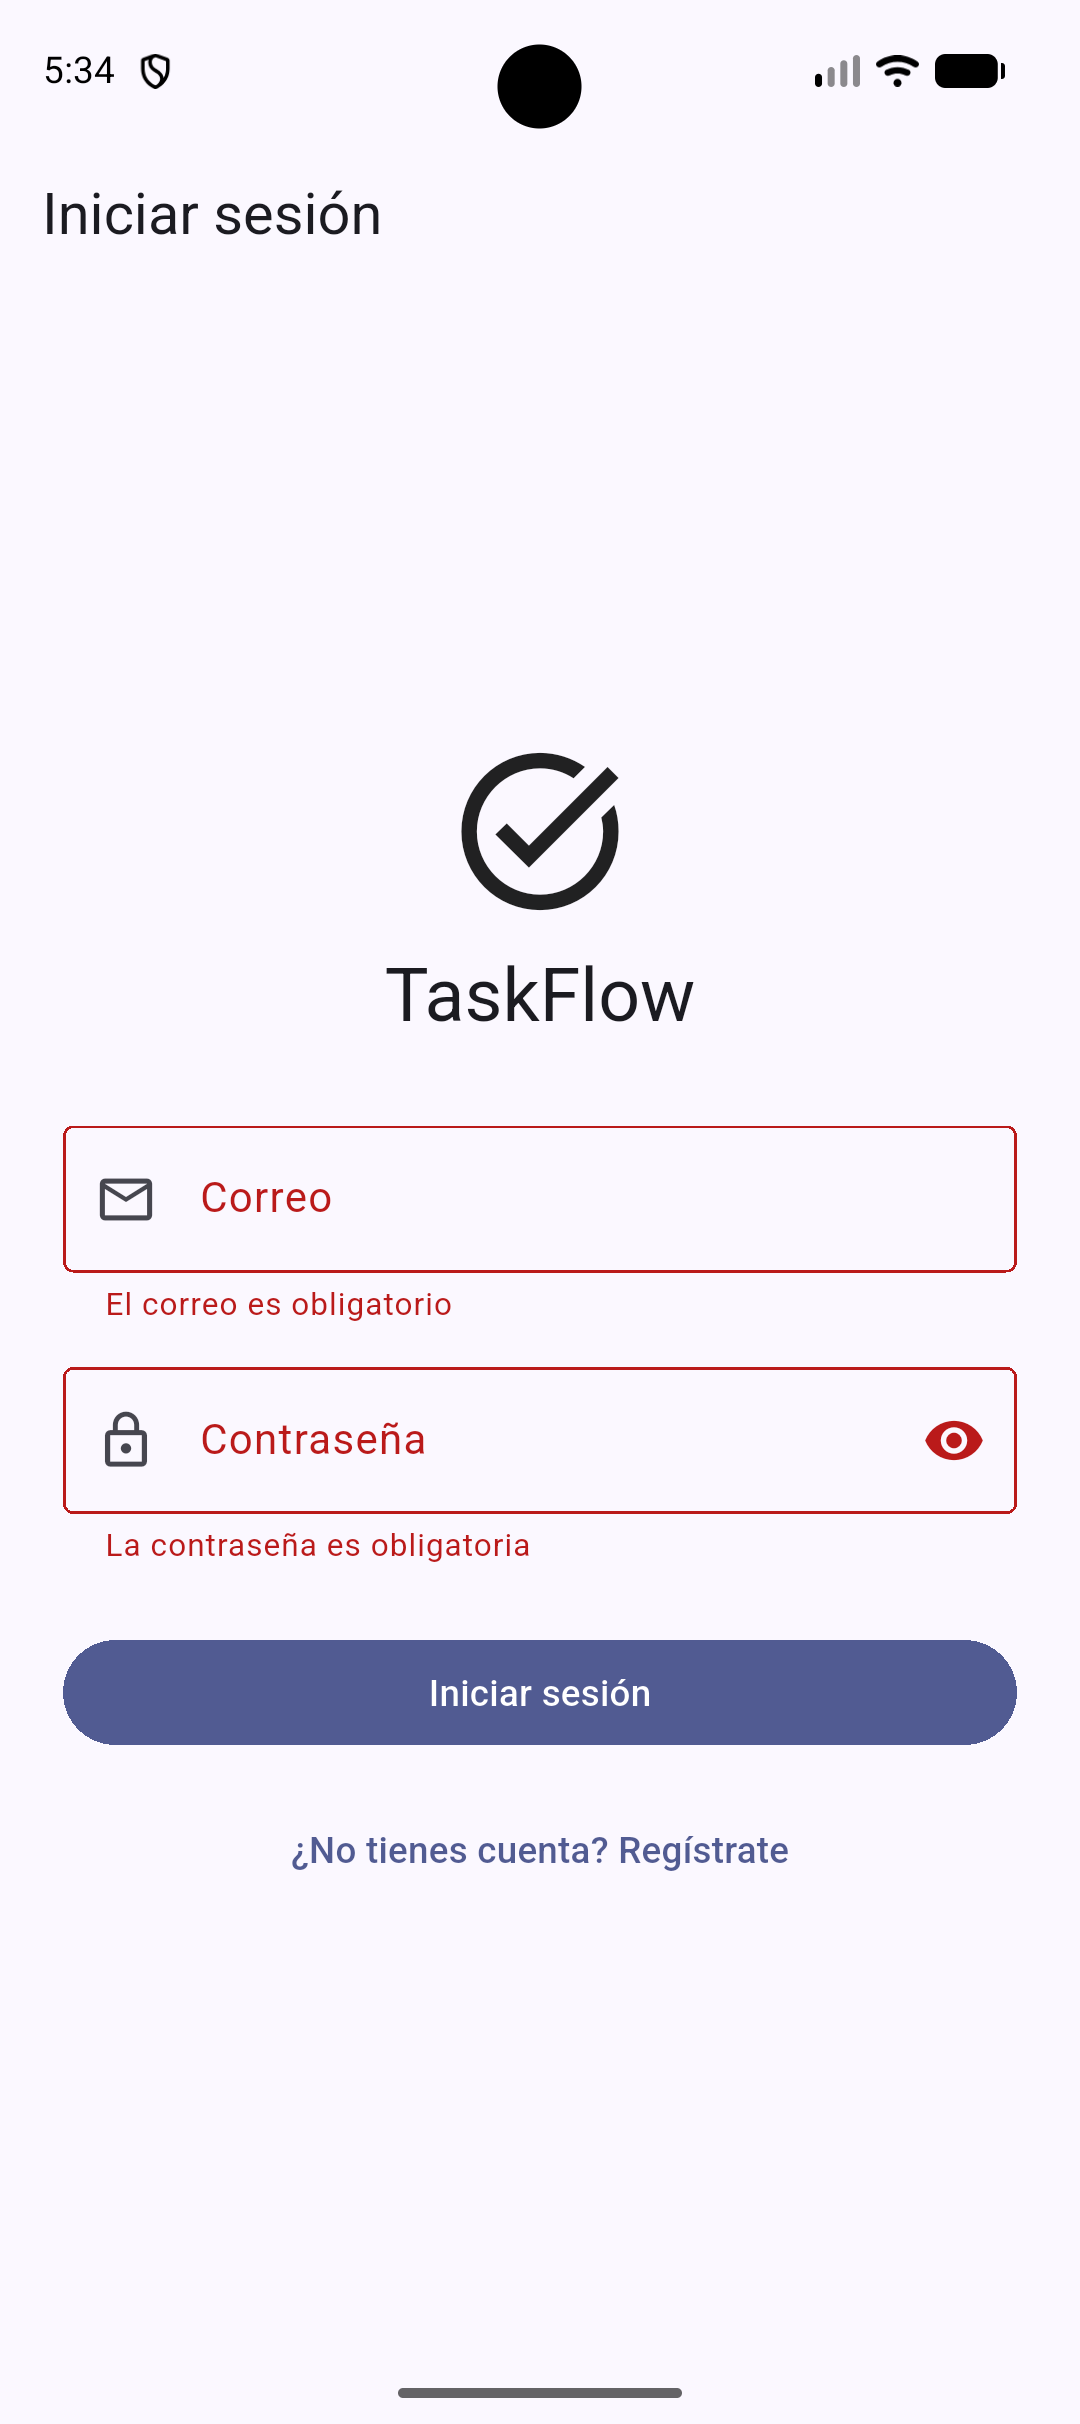 5:34
Iniciar sesión
TaskFlow
Correo
El correo es obligatorio
Contraseña
La contraseña es obligatoria
Iniciar sesión
¿No tienes cuenta? Regístrate